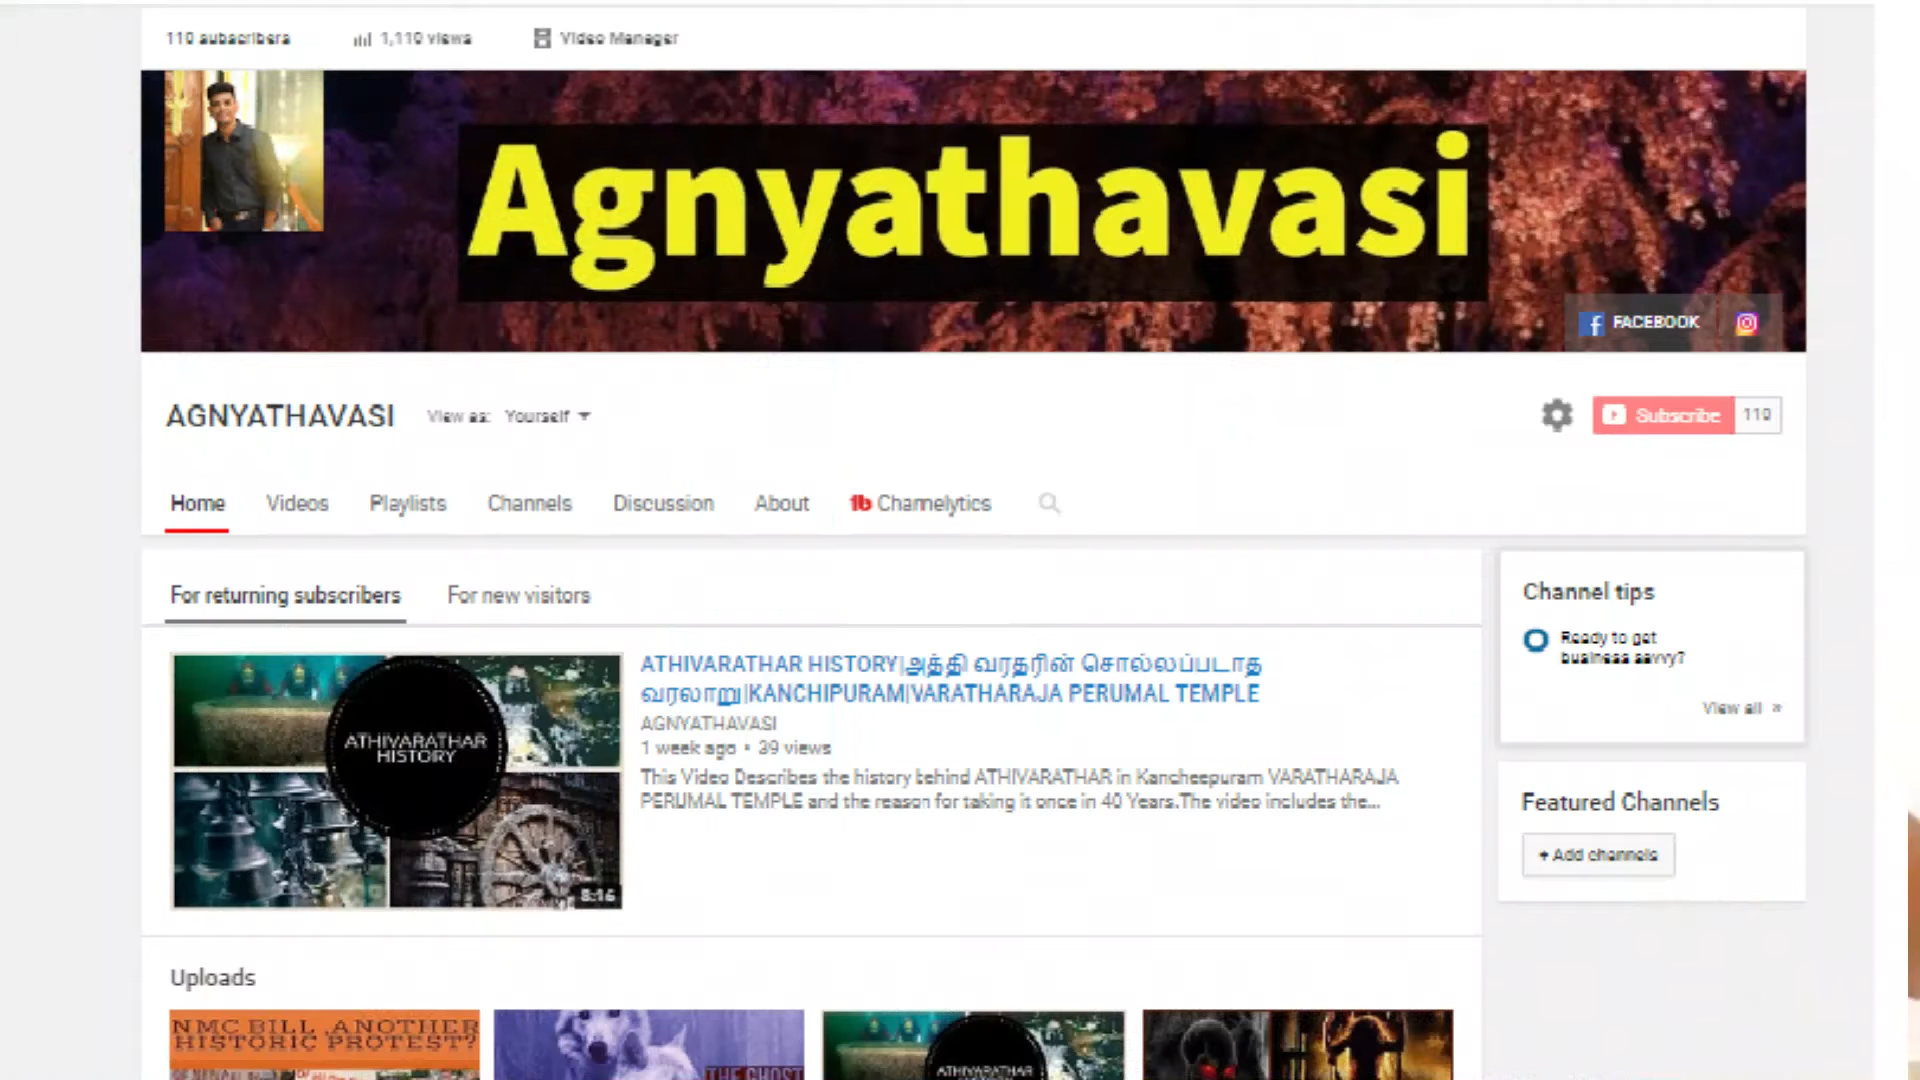 110 subscribers 1,110 views Video Manager
Agnyathavasi
FACEBOOK
AGNYATHAVASI View as: Yourself
Subscribe 110
Home Videos Playlists Channels Discussion About Channelytics
For returning subscribers For new visitors
ATHIVARATHAR HISTORY
8:16
ATHIVARATHAR HISTORY|அத்தி வரதரின் சொல்லப்படாத
வரலாறு|KANCHIPURAM|VARATHARAJA PERUMAL TEMPLE
AGNYATHAVASI
1 week ago • 39 views
This Video Describes the history behind ATHIVARATHAR in Kancheepuram VARATHARAJA
PERUMAL TEMPLE and the reason for taking it once in 40 Years.The video includes the...
Channel tips
Ready to get
business savvy?
View all »
Featured Channels
+ Add channels
Uploads
NMC BILL ,ANOTHER
HISTORIC PROTEST?
THE GHOST
ATHIVARATHAR